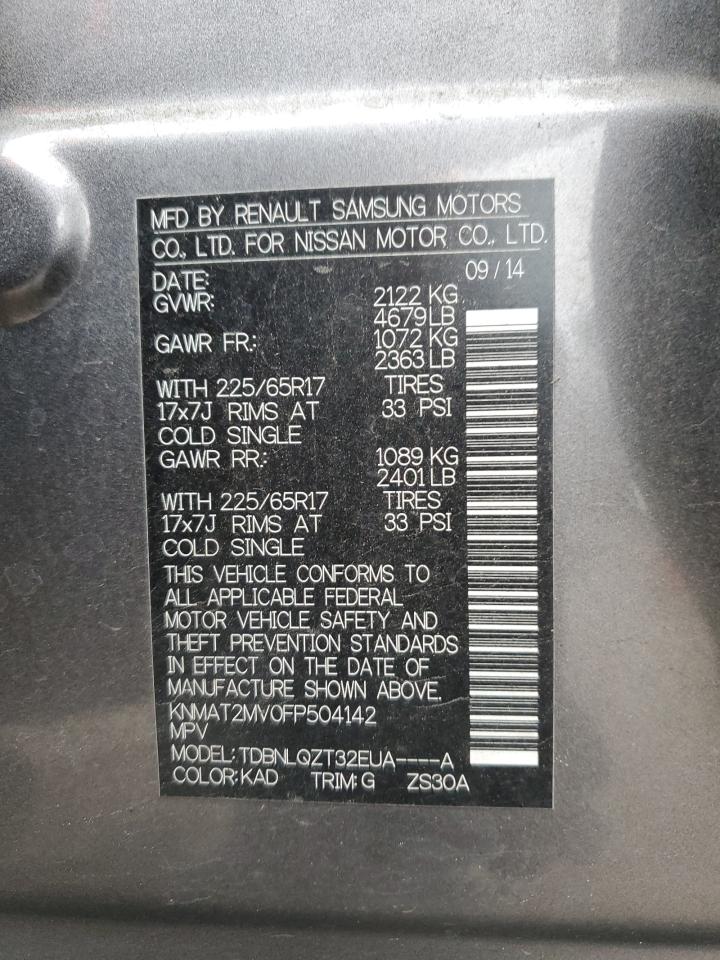 MFD BY RENAULT SAMSUNG MOTORS
CO., LTD. FOR NISSAN MOTOR CO., LTD.
DATE: 09/14
GVWR: 2122 KG
4679 LB
GAWR FR.: 1072 KG
2363 LB
WITH 225/65R17 TIRES
17x7J RIMS AT 33 PSI
COLD SINGLE
GAWR RR.: 1089 KG
2401 LB
WITH 225/65R17 TIRES
17x7J RIMS AT 33 PSI
COLD SINGLE
THIS VEHICLE CONFORMS TO
ALL APPLICABLE FEDERAL
MOTOR VEHICLE SAFETY AND
THEFT PREVENTION STANDARDS
IN EFFECT ON THE DATE OF
MANUFACTURE SHOWN ABOVE.
KNMAT2MV0FP504142
MPV
MODEL: TDBNLQZT32EUA----A
COLOR: KAD TRIM: G ZS30A